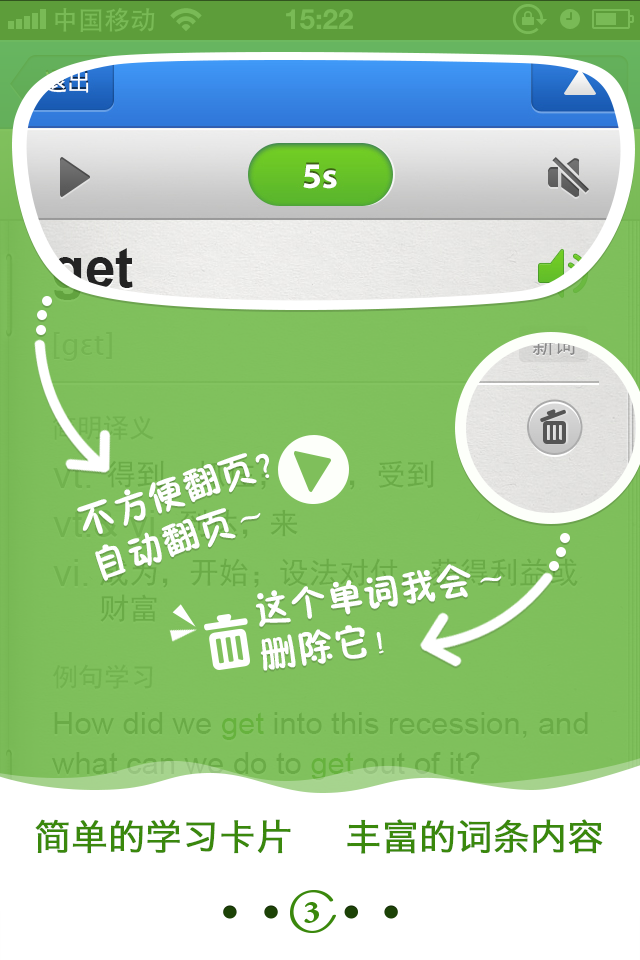 中国移动 15:22
退出
5s
get
[gɛt]
新词
简明译义
vt. 得到，受到
不方便翻页?
vt. & vi. 到达，来
自动翻页~
vi. 成为，开始；设法对付，获得利益或
财富
这个单词我会~
删除它!
例句学习
How did we get into this recession, and
what can we do to get out of it?
简单的学习卡片 丰富的词条内容
3